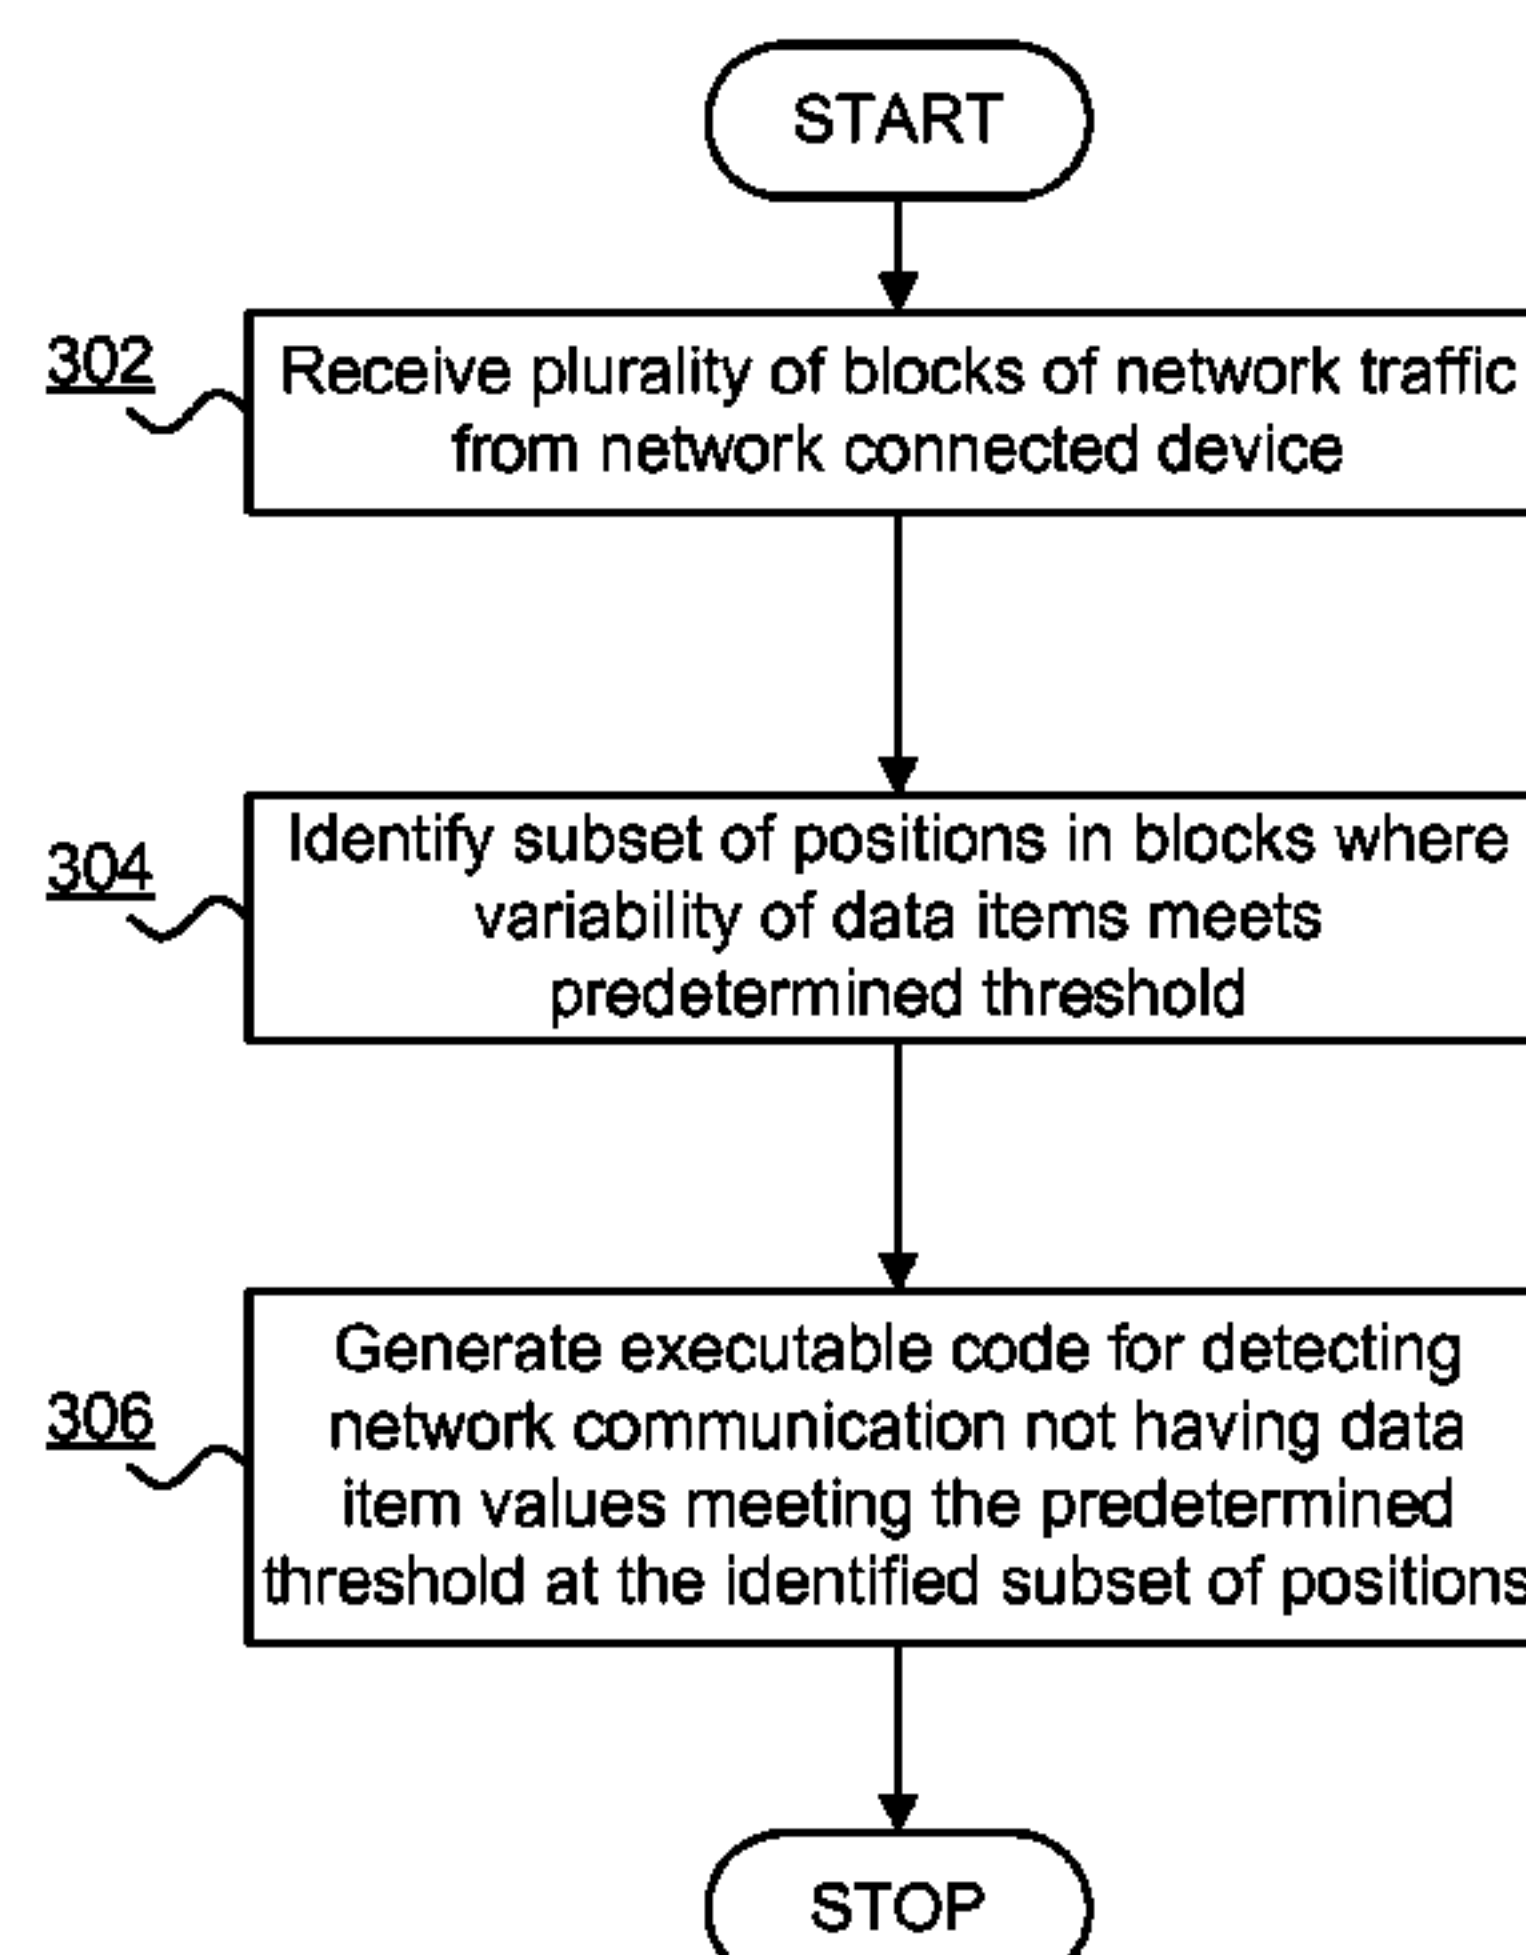 START
302
Receive plurality of blocks of network traffic
from network connected device
304
Identify subset of positions in blocks where
variability of data items meets
predetermined threshold
306
Generate executable code for detecting
network communication not having data
item values meeting the predetermined
threshold at the identified subset of positions
STOP